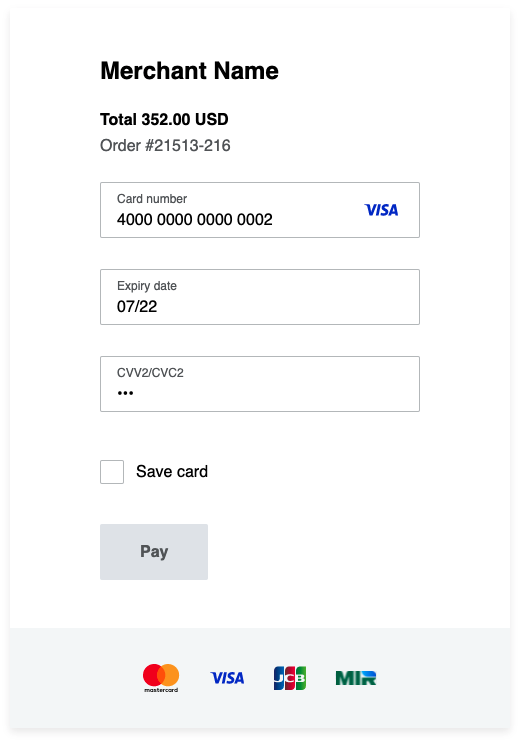 Merchant Name
Total 352.00 USD
Order #21513-216
Card number
4000 0000 0000 0002
VISA
Expiry date
07/22
CVV2/CVC2
•••
Save card
Pay
mastercard VISA JCB MIR